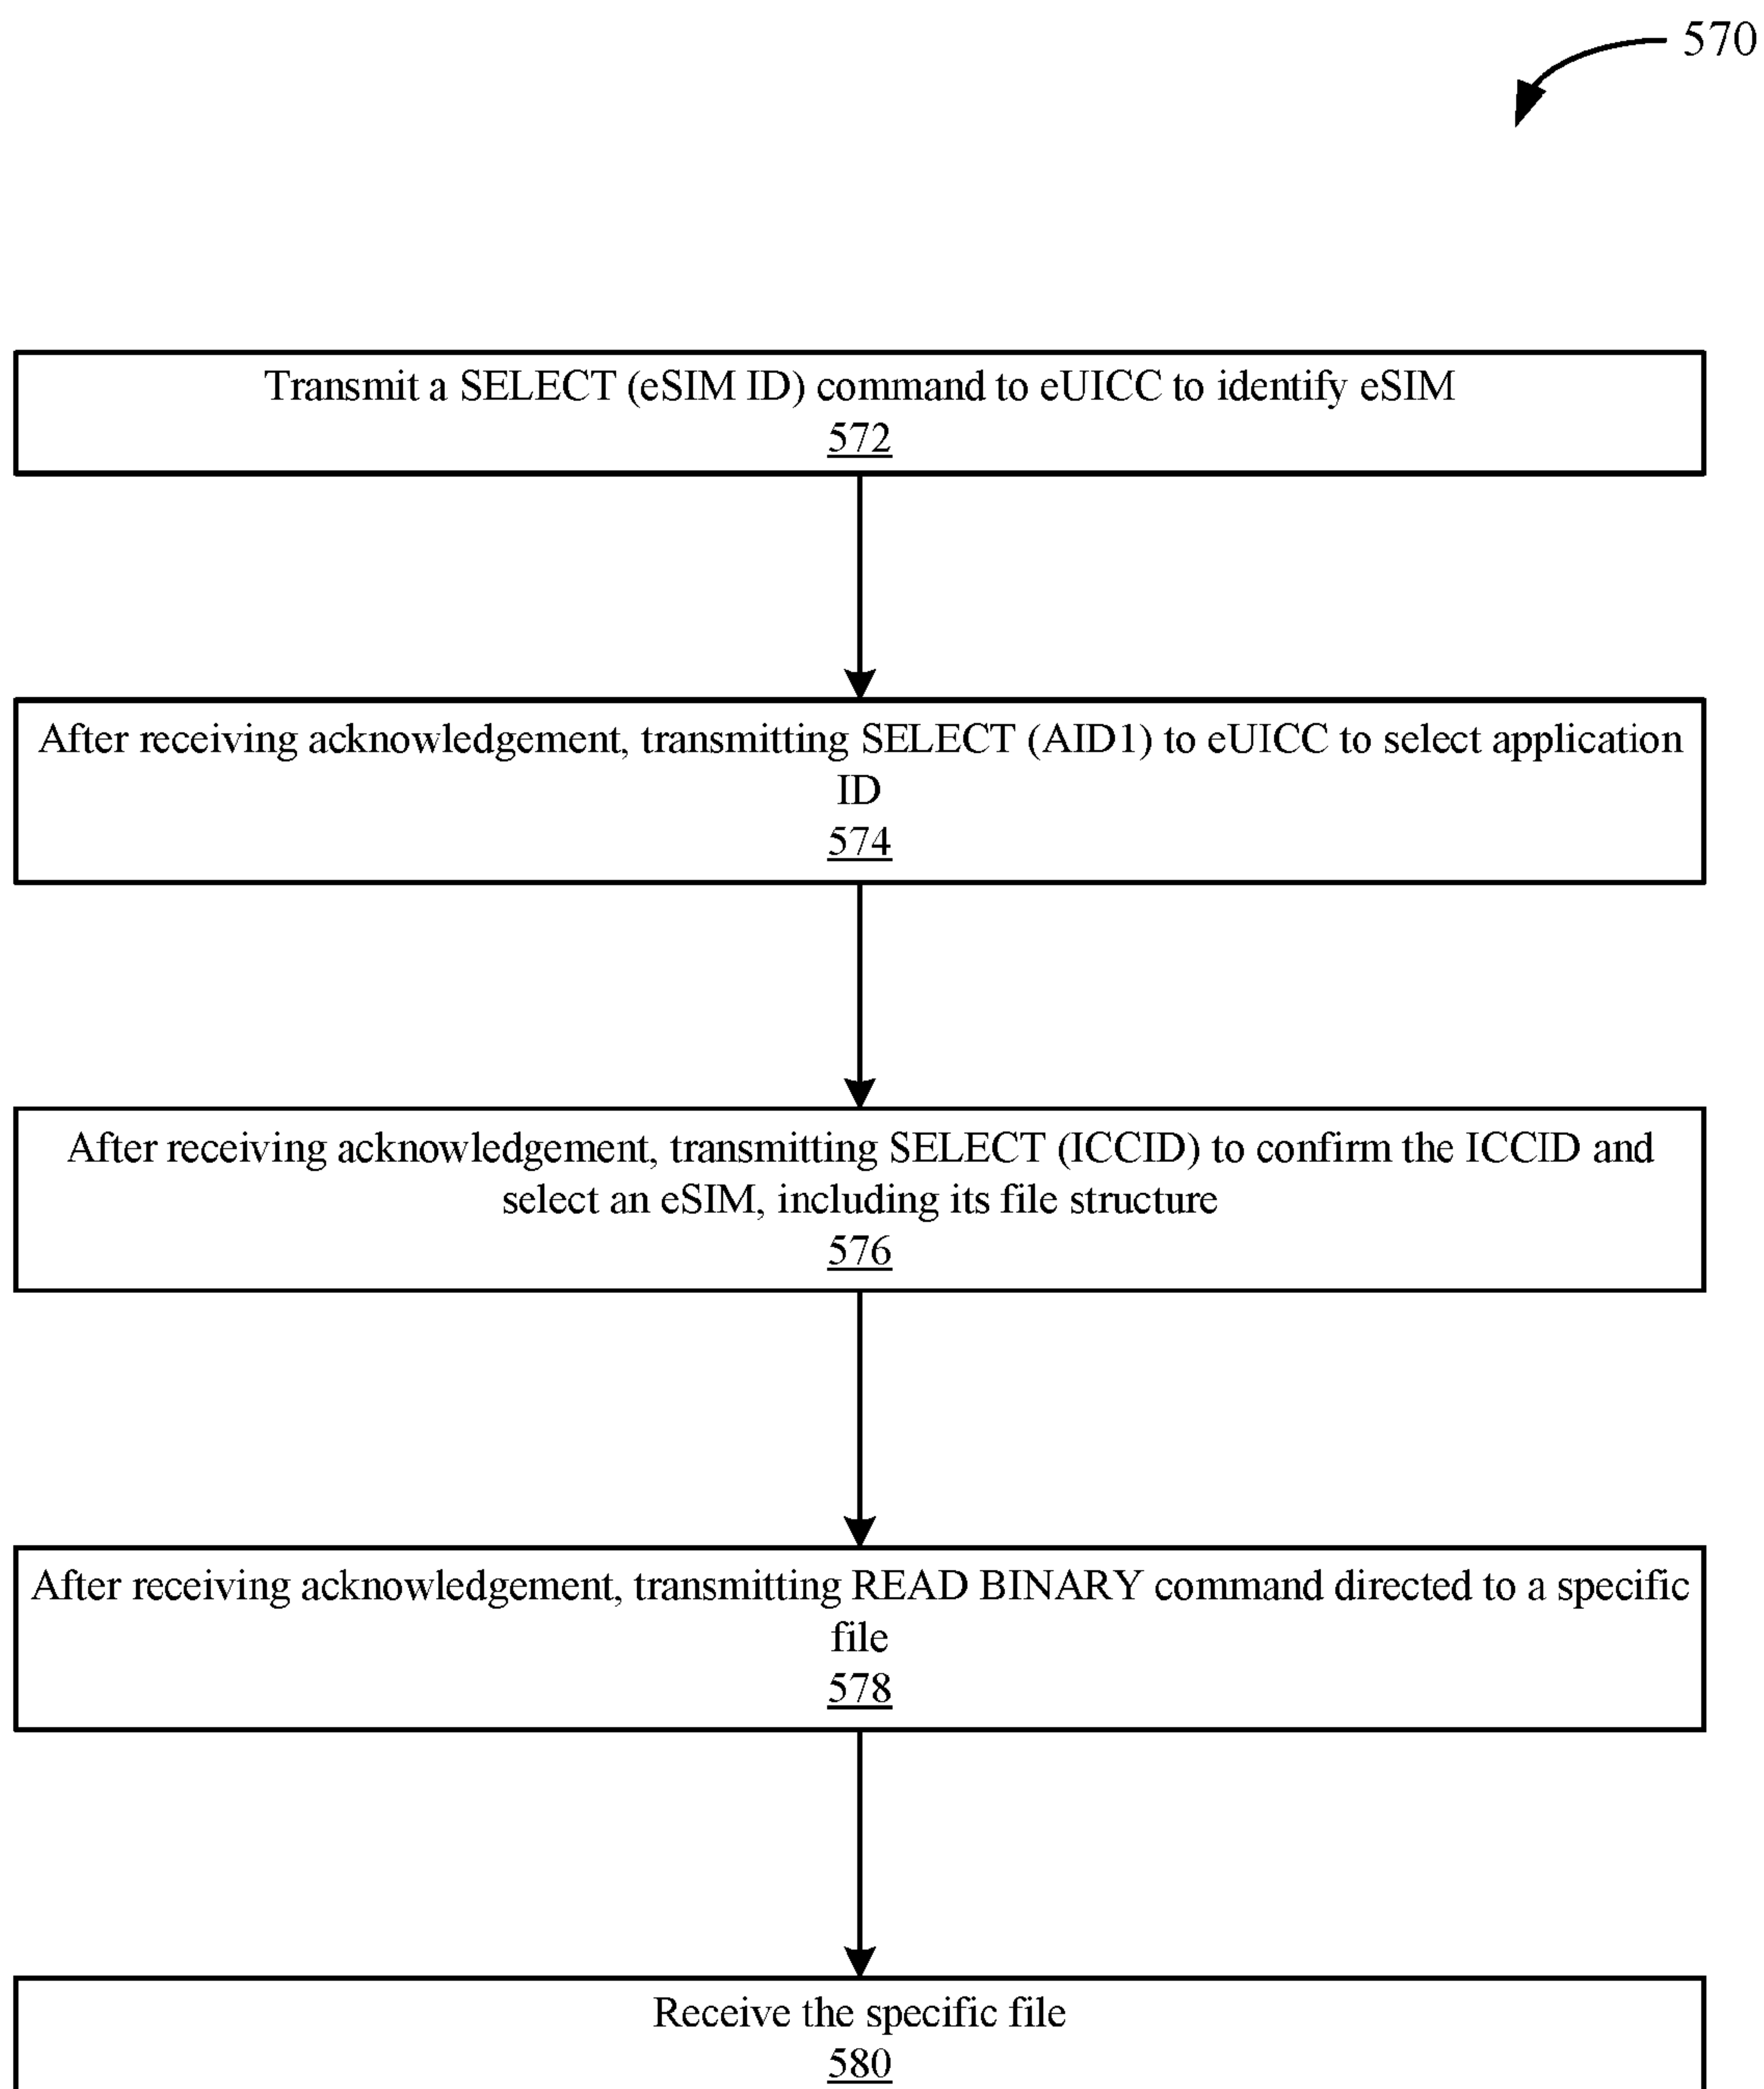 570
Transmit a SELECT (eSIM ID) command to eUICC to identify eSIM
572
After receiving acknowledgement, transmitting SELECT (AID1) to eUICC to select application
ID
574
After receiving acknowledgement, transmitting SELECT (ICCID) to confirm the ICCID and
select an eSIM, including its file structure
576
After receiving acknowledgement, transmitting READ BINARY command directed to a specific
file
578
Receive the specific file
580